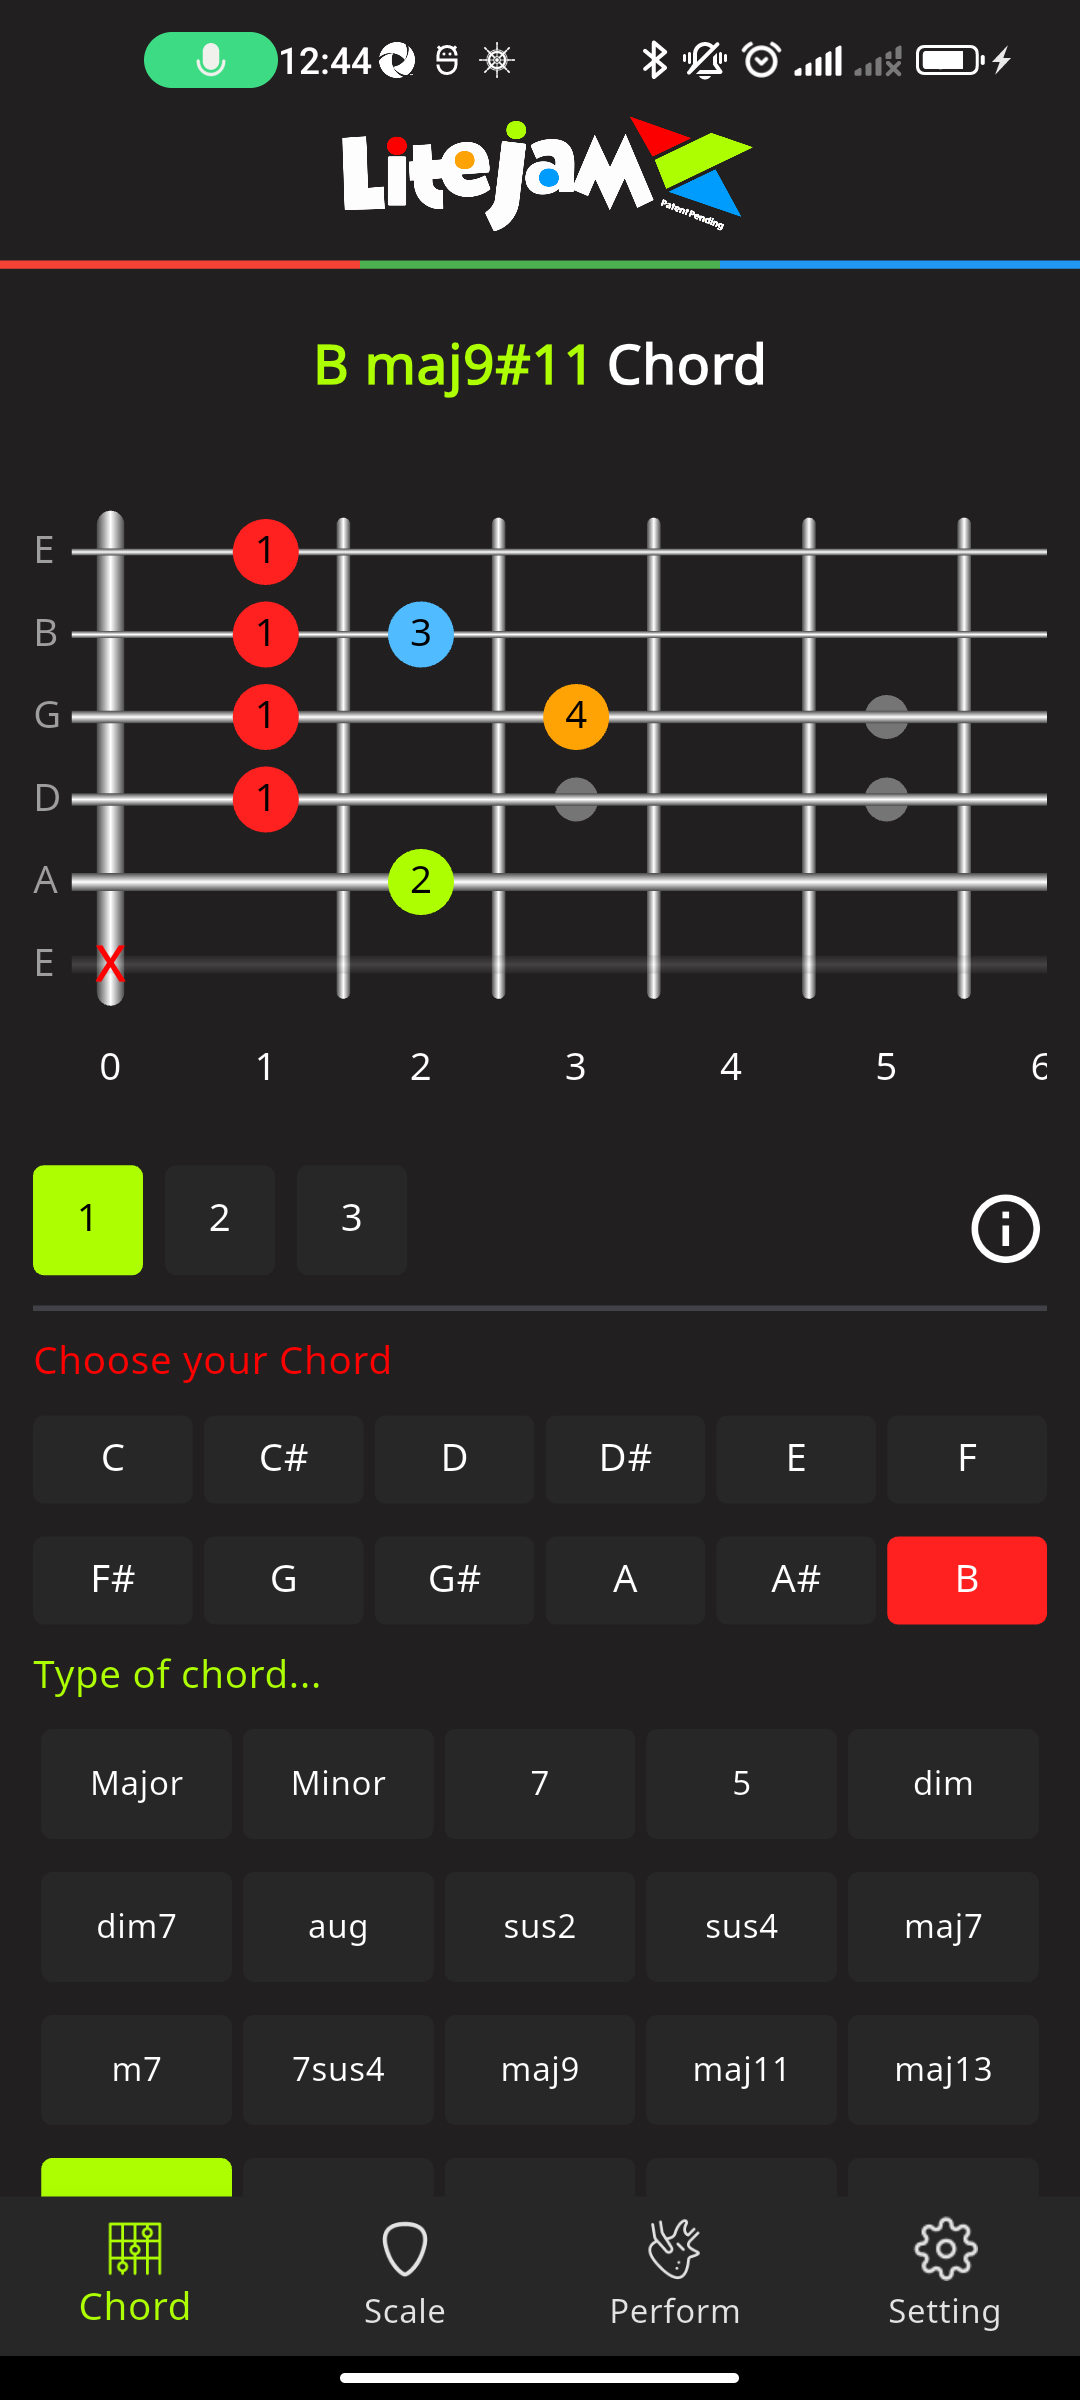 12:44
Litejam
Patent Pending
B maj9#11 Chord
E 1
B 1 3
G 1 4
D 1
A 2
E X
0 1 2 3 4 5 6
1 2 3
Choose your Chord
C C# D D# E F
F# G G# A A# B
Type of chord...
Major Minor 7 5 dim
dim7 aug sus2 sus4 maj7
m7 7sus4 maj9 maj11 maj13
Chord Scale Perform Setting